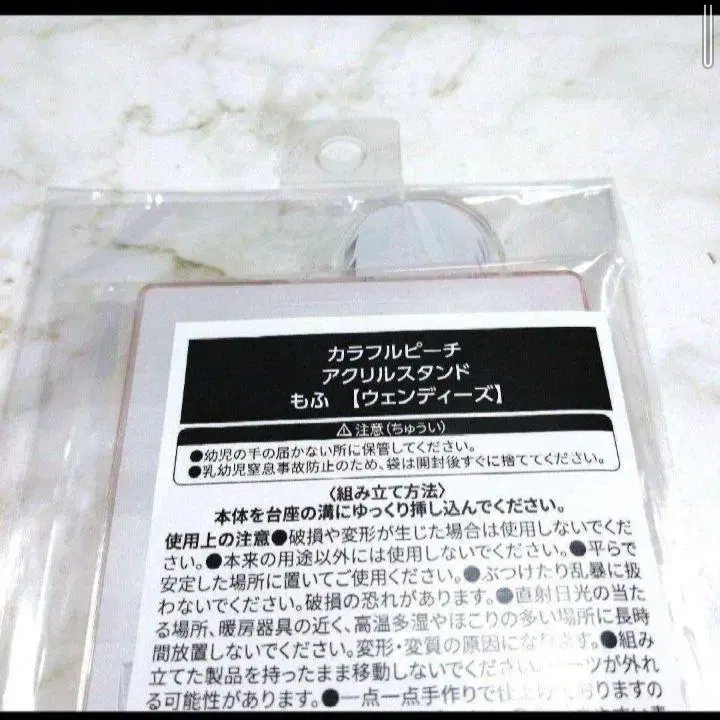 カラフルピーチ
アクリルスタンド
もふ 【ウェンディーズ】
⚠注意(ちゅうい)
●幼児の手の届かない所に保管してください。
●乳幼児窒息事故防止のため、袋は開封後すぐに捨ててください。
〈組み立て方法〉
本体を台座の溝にゆっくり挿し込んでください。
使用上の注意●破損や変形が生じた場合は使用しないでくだ
さい。●本来の用途以外には使用しないでください。●平らで
安定した場所に置いてご使用ください。●ぶつけたり乱暴に扱
わないでください。破損の恐れがあります。●直射日光の当た
る場所、暖房器具の近く、高温多湿やほこりの多い場所に長時
間放置しないでください。変形・変質の原因になります。●組み
立てた製品を持ったまま移動しないでください。パーツが外れ
る可能性があります。●一点一点手作りで仕上げておりますの